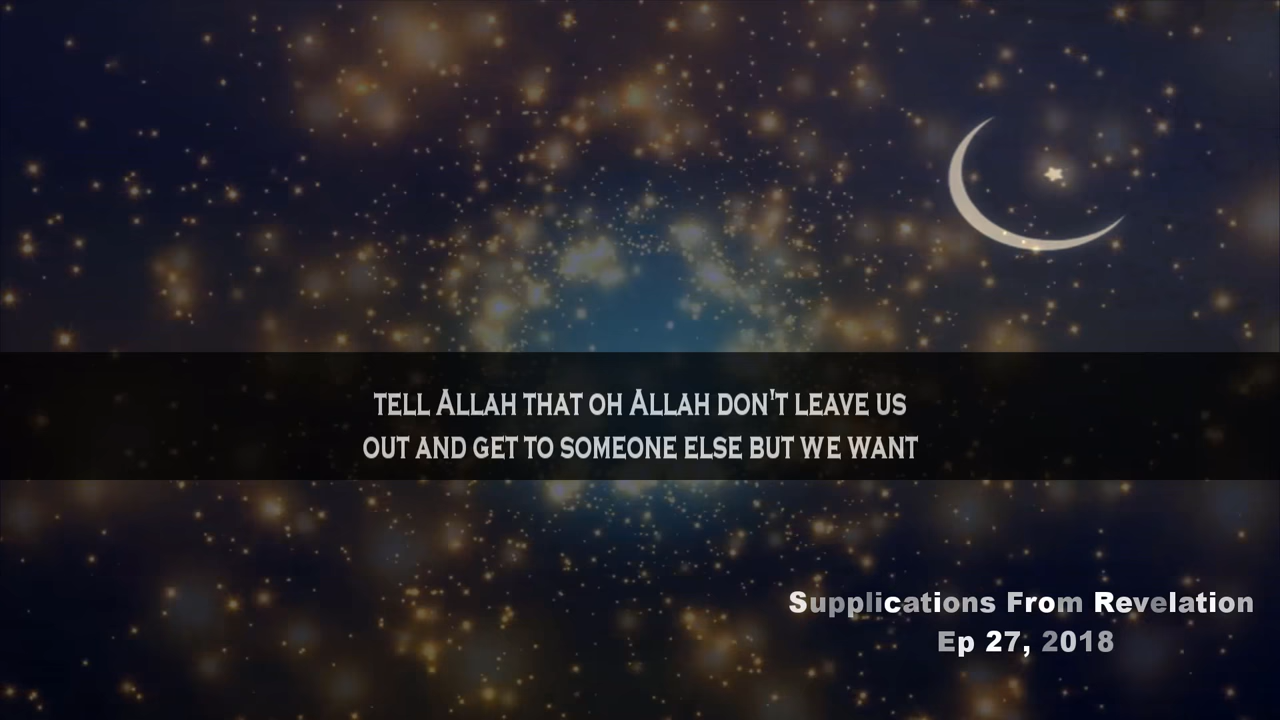 tell Allah that oh Allah don't leave us
out and get to someone else but we want
Supplications From Revelation
Ep 27, 2018